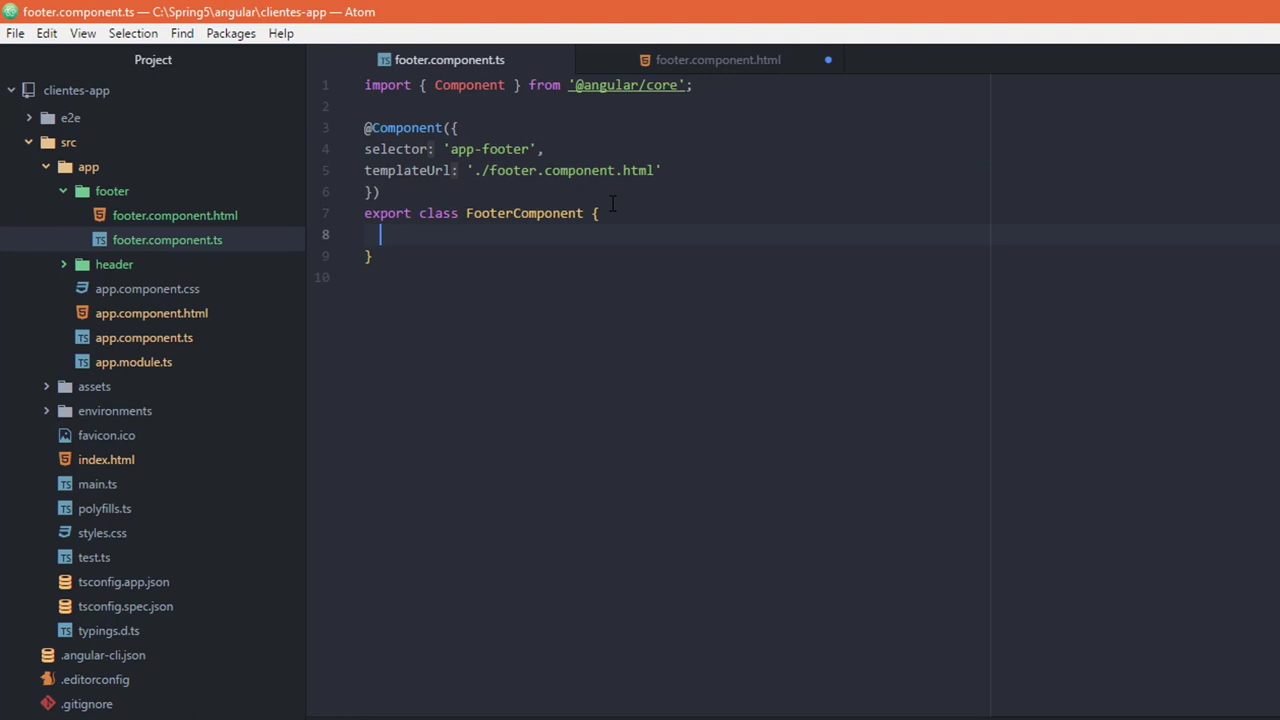 footer.component.ts — C:\Spring5\angular\clientes-app — Atom
File Edit View Selection Find Packages Help
Project
footer.component.ts
footer.component.html
clientes-app
e2e
src
app
footer
footer.component.html
footer.component.ts
header
app.component.css
app.component.html
app.component.ts
app.module.ts
assets
environments
favicon.ico
index.html
main.ts
polyfills.ts
styles.css
test.ts
tsconfig.app.json
tsconfig.spec.json
typings.d.ts
.angular-cli.json
.editorconfig
.gitignore
1 import { Component } from '@angular/core';
2
3 @Component({
4 selector: 'app-footer',
5 templateUrl: './footer.component.html'
6 })
7 export class FooterComponent {
8
9 }
10